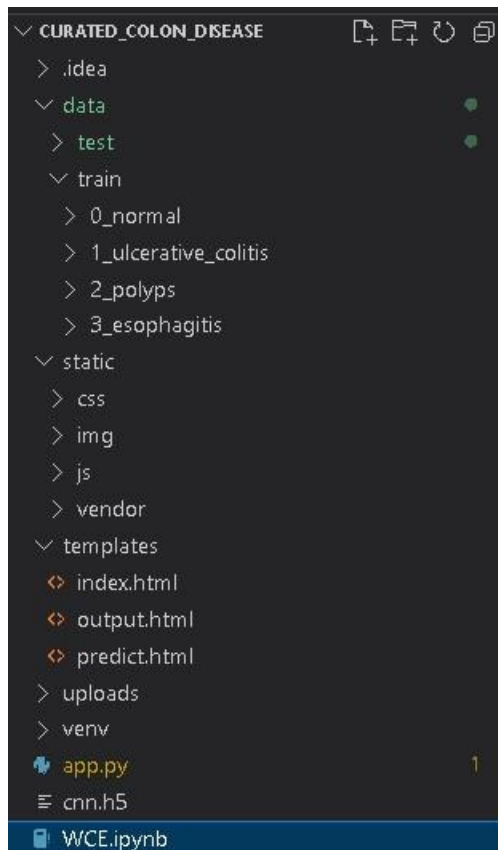 CURATED_COLON_DISEASE
.idea
data
test
train
0_normal
1_ulcerative_colitis
2_polyps
3_esophagitis
static
css
img
js
vendor
templates
index.html
output.html
predict.html
uploads
venv
app.py 1
cnn.h5
WCE.ipynb